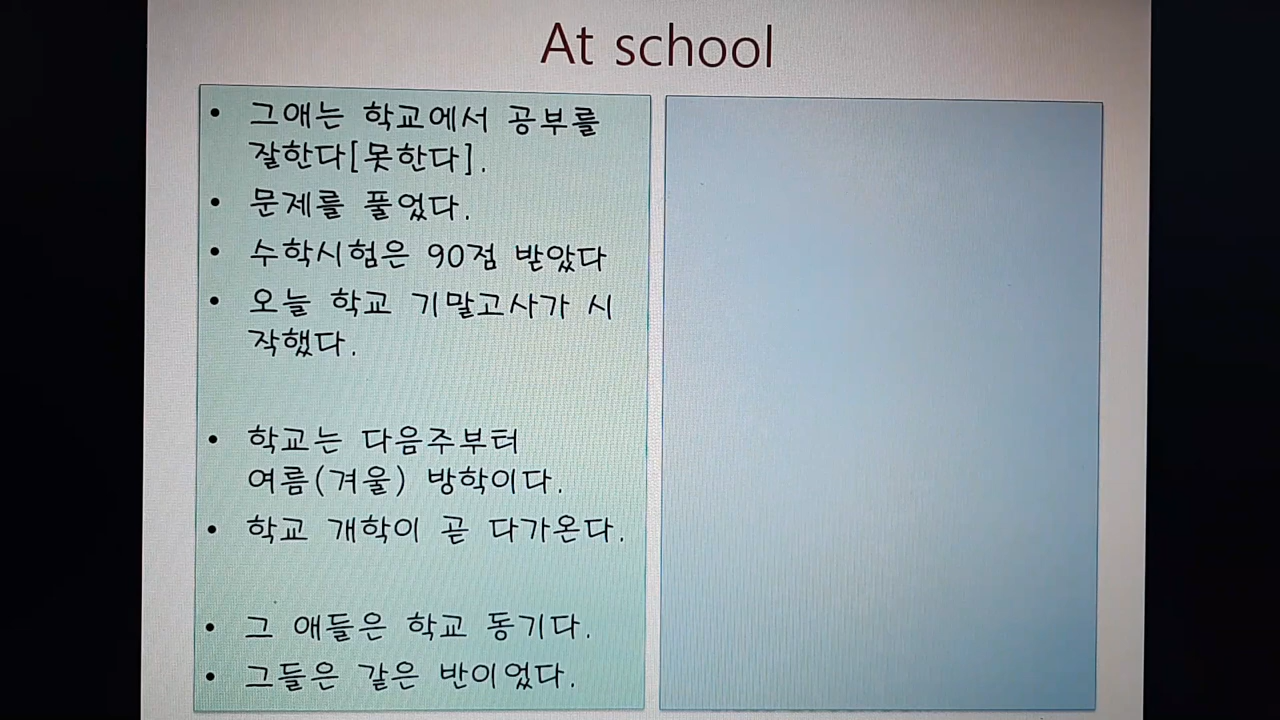 At school
• 그애는 학교에서 공부를
잘한다[못한다].
• 문제를 풀었다.
• 수학시험은 90점 받았다
• 오늘 학교 기말고사가 시
작했다.
• 학교는 다음주부터
여름(겨울) 방학이다.
• 학교 개학이 곧 다가온다.
• 그 애들은 학교 동기다.
• 그들은 같은 반이었다.